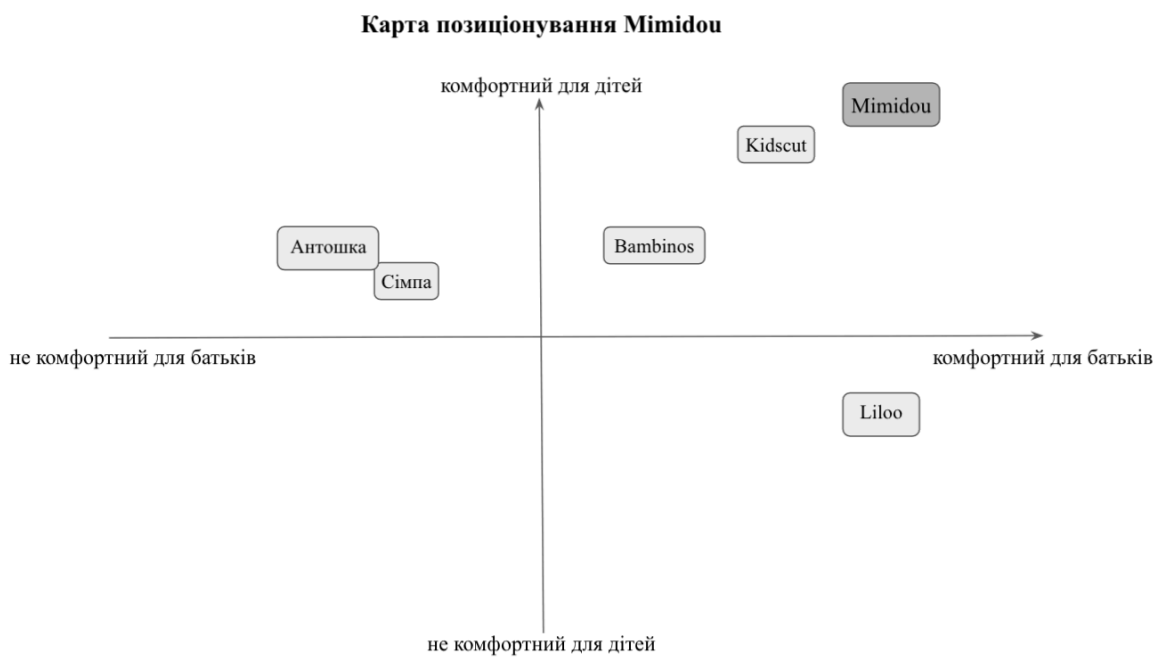 Карта позиціонування Mimidou
комфортний для дітей
Mimidou
Kidscut
Антошка
Bambinos
Сімпа
не комфортний для батьків
комфортний для батьків
Liloo
не комфортний для дітей